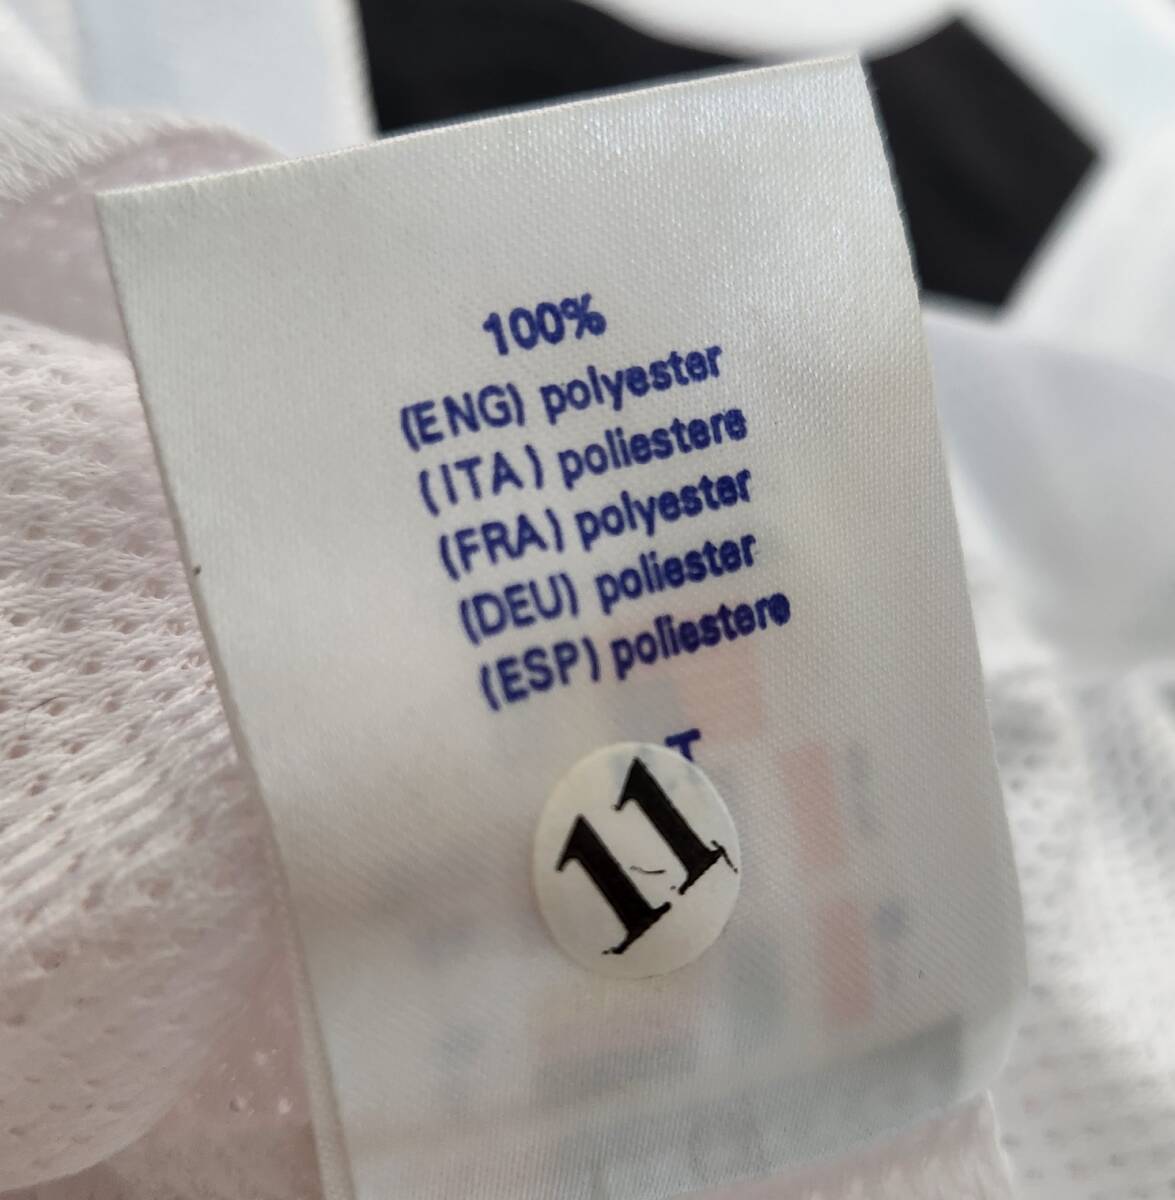 100%
(ENG) polyester
(ITA) poliestere
(FRA) polyester
(DEU) poliester
(ESP) poliestere
11